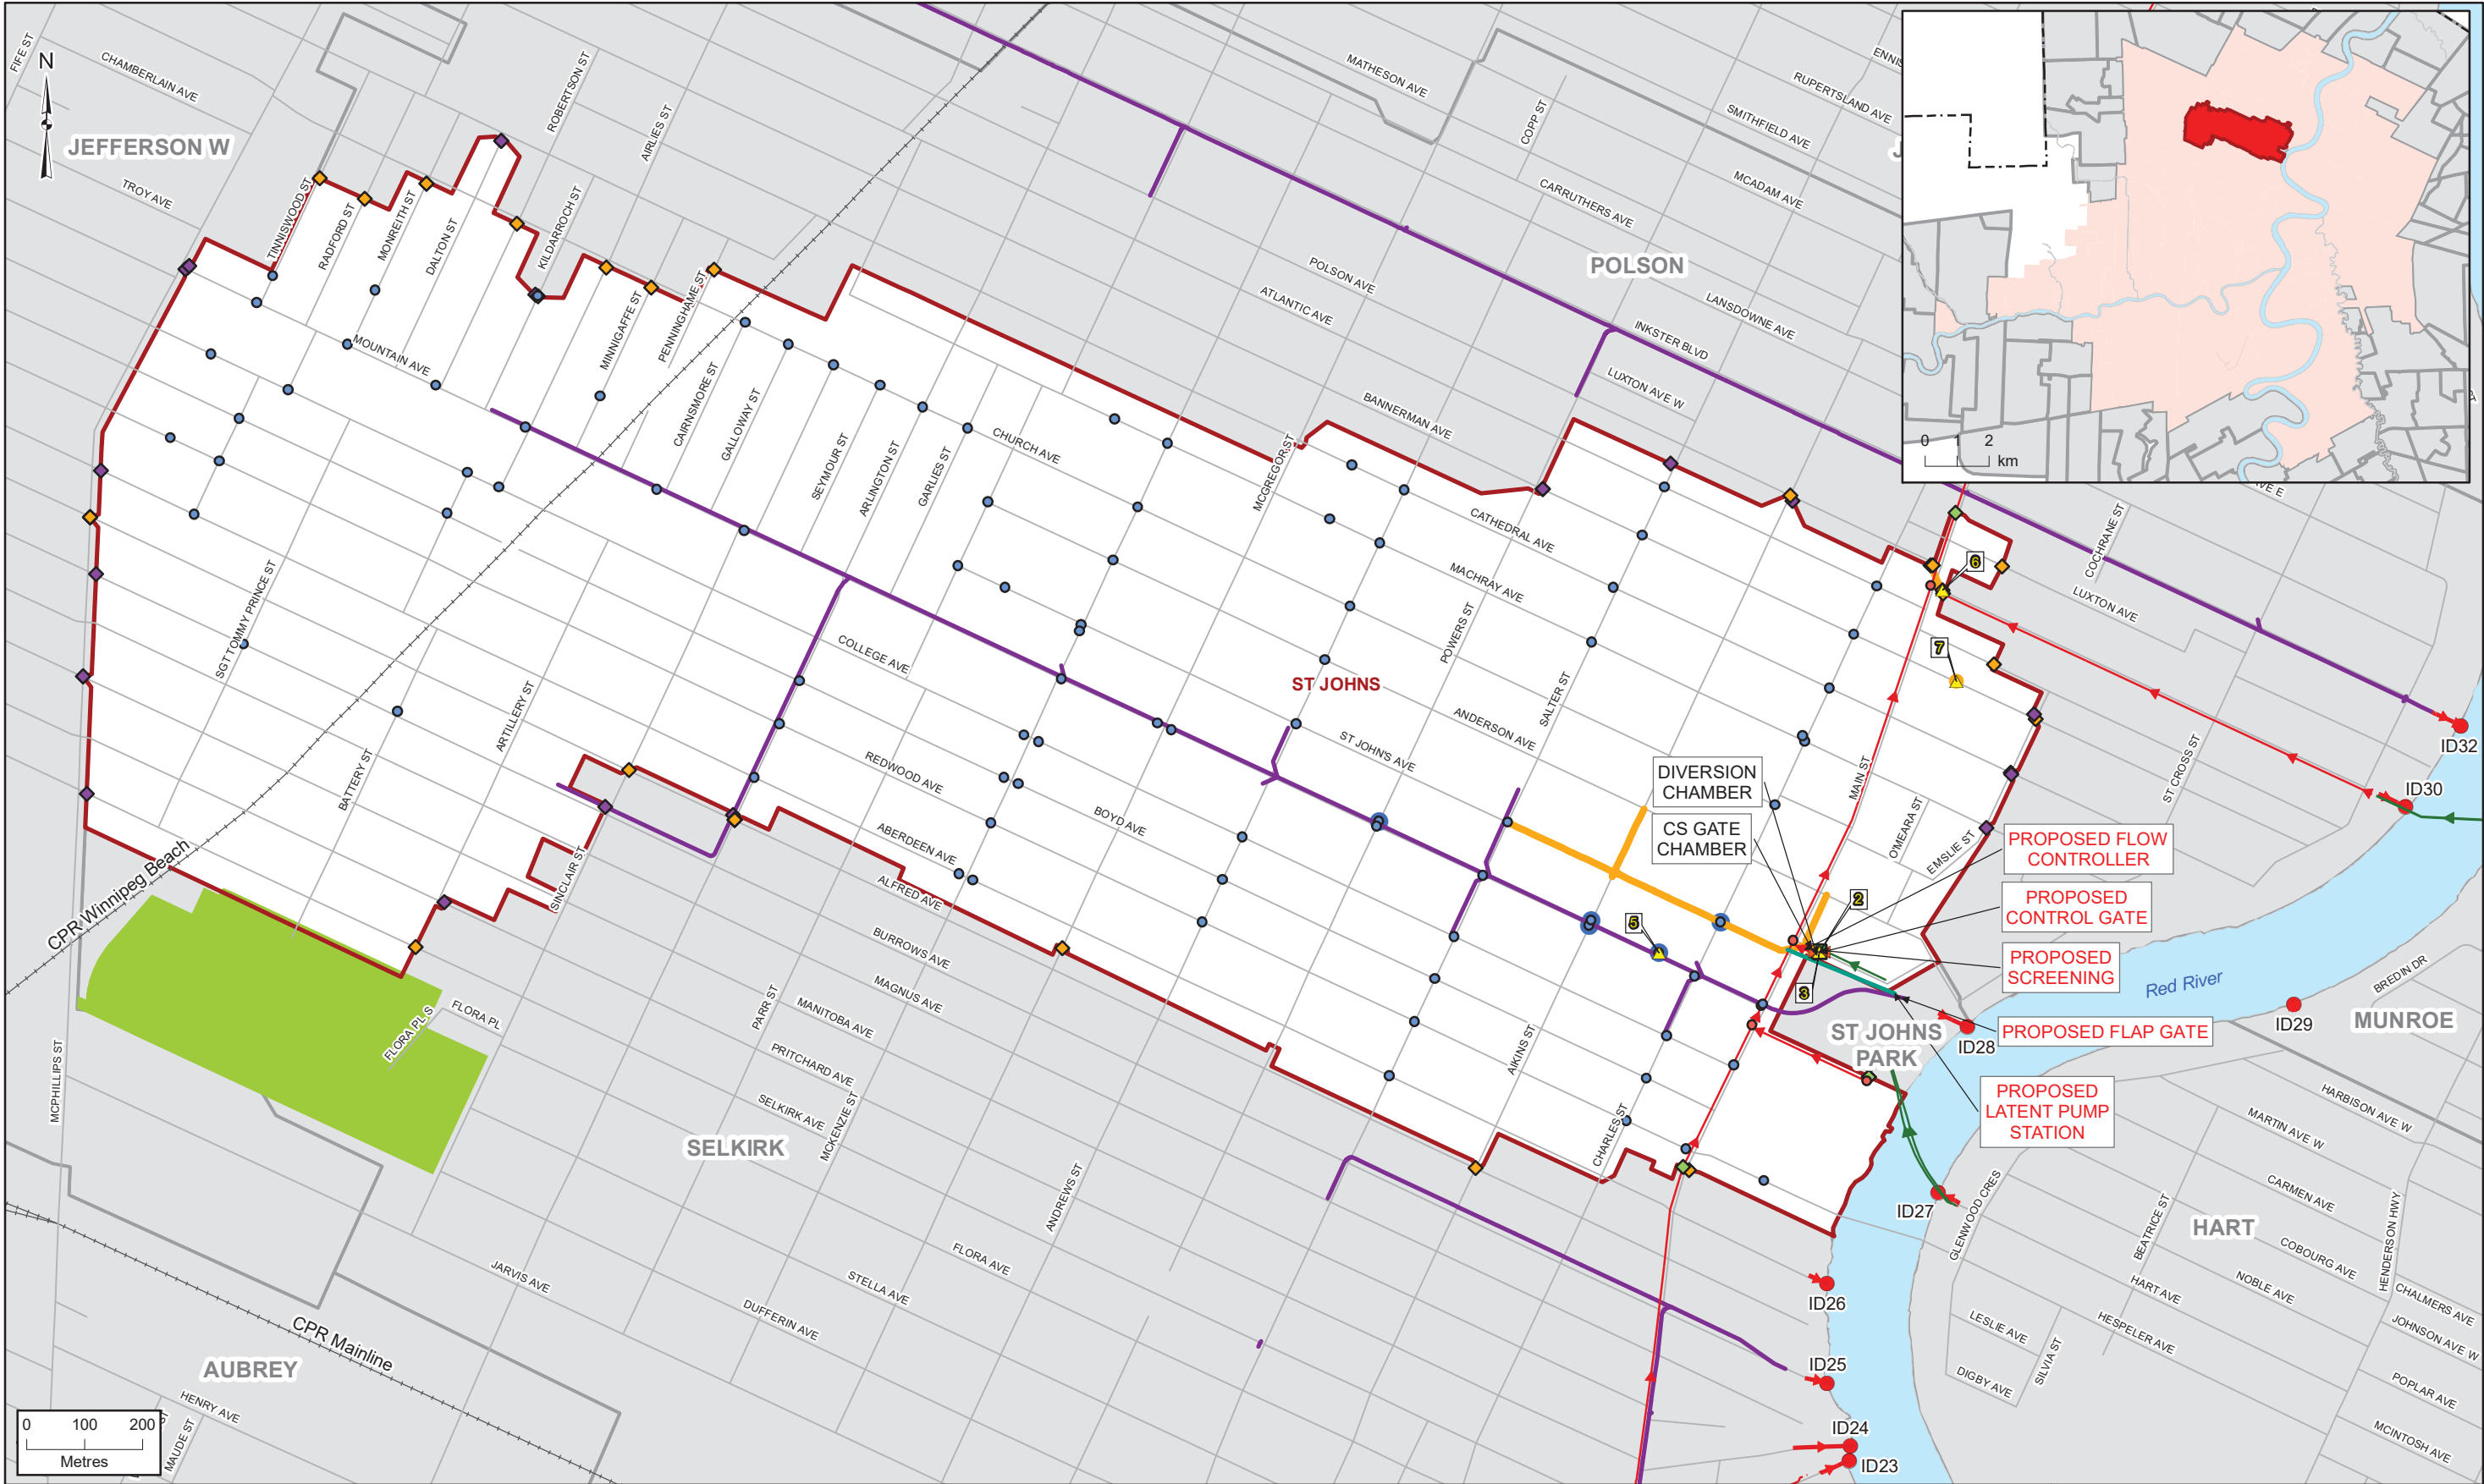 FIFE ST
N
CHAMBERLAIN AVE
JEFFERSON W
TROY AVE
ROBERTSON ST
AIRLIES ST
TINNISWOOD ST
RADFORD ST
MONREITH ST
DALTON ST
KILDARROCH ST
MINNIGAFFE ST
PENNINGHAME ST
MOUNTAIN AVE
CAIRNSMORE ST
GALLOWAY ST
SEYMOUR ST
ARLINGTON ST
GARLIES ST
CHURCH AVE
MCGREGOR ST
MATHESON AVE
COPP ST
RUPERTSLAND AVE
SMITHFIELD AVE
MCADAM AVE
CARRUTHERS AVE
POLSON
POLSON AVE
ATLANTIC AVE
LANSDOWNE AVE
INKSTER BLVD
LUXTON AVE W
BANNERMAN AVE
CATHEDRAL AVE
MACHRAY AVE
POWERS ST
SALTER ST
ANDERSON AVE
ST JOHN'S AVE
ST JOHNS
0 1 2
km
AVE E
COCHRANE ST
LUXTON AVE
ST CROSS ST
6
7
ID32
ID30
SGT TOMMY PRINCE ST
ARTILLERY ST
BATTERY ST
COLLEGE AVE
REDWOOD AVE
BOYD AVE
ABERDEEN AVE
ALFRED AVE
SINCLAIR ST
BURROWS AVE
MAGNUS AVE
MANITOBA AVE
PRITCHARD AVE
SELKIRK AVE
PARR ST
MCKENZIE ST
ANDREWS ST
SELKIRK
CPR Winnipeg Beach
FLORA PL S
FLORA PL
MCPHILLIPS ST
DIVERSION
CHAMBER
CS GATE
CHAMBER
MAIN ST
OMEARA ST
EMSLIE ST
2
5
3
PROPOSED FLOW
CONTROLLER
PROPOSED
CONTROL GATE
PROPOSED
SCREENING
PROPOSED FLAP GATE
PROPOSED
LATENT PUMP
STATION
ST JOHNS
PARK
ID28
Red River
ID29
BREDIN DR
MUNROE
HARBISON AVE W
MARTIN AVE W
CARMEN AVE
HART
COBOURG AVE
NOBLE AVE
HART AVE
HESPELER AVE
CHALMERS AVE
JOHNSON AVE W
POPLAR AVE
MCINTOSH AVE
HENDERSON HWY
BEATRICE ST
GLENWOOD CRES
LESLIE AVE
SILVIA ST
DIGBY AVE
ID27
ID26
ID25
ID24
ID23
AIKINS ST
CHARLES ST
FLORA AVE
STELLA AVE
DUFFERIN AVE
JARVIS AVE
CPR Mainline
AUBREY
HENRY AVE
MAUDE ST
0 100 200
Metres